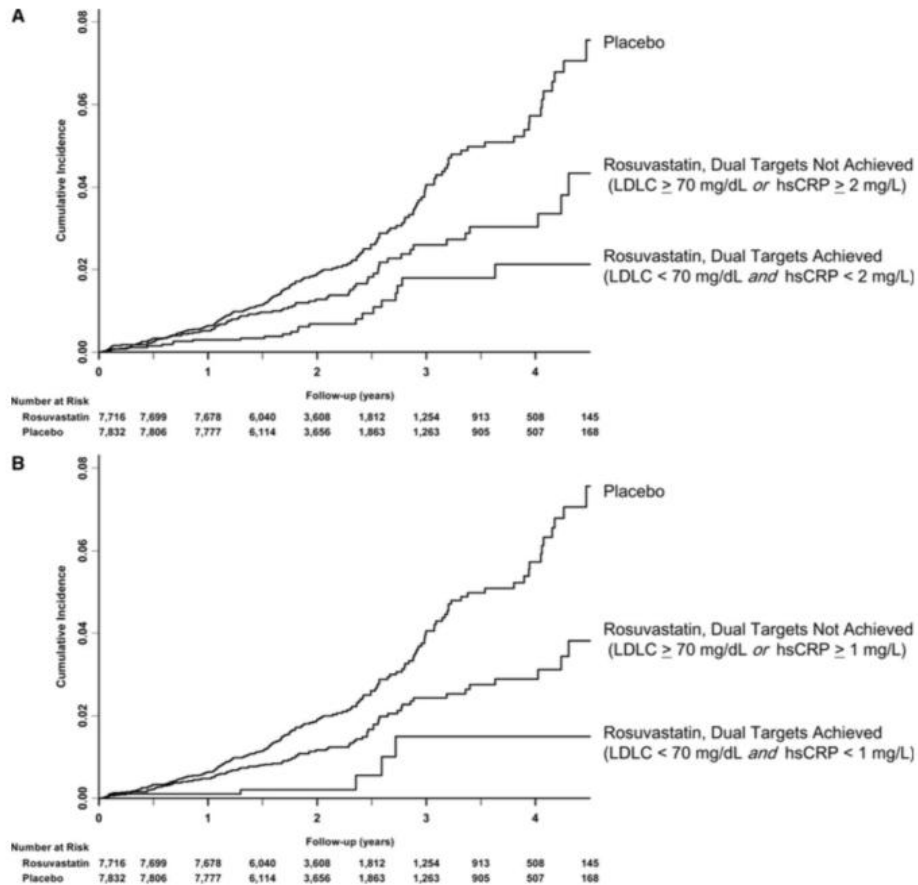 A
0.08
0.06
0.04
0.02
0.00
Cumulative Incidence
Placebo
Rosuvastatin, Dual Targets Not Achieved
(LDLC ≥ 70 mg/dL or hsCRP ≥ 2 mg/L)
Rosuvastatin, Dual Targets Achieved
(LDLC < 70 mg/dL and hsCRP < 2 mg/L)
0 1 2 3 4
Follow-up (years)
Number at Risk
Rosuvastatin 7,716 7,699 7,678 6,040 3,608 1,812 1,254 913 508 145
Placebo 7,832 7,806 7,777 6,114 3,656 1,863 1,263 905 507 168
B
0.08
0.06
0.04
0.02
0.00
Cumulative Incidence
Placebo
Rosuvastatin, Dual Targets Not Achieved
(LDLC ≥ 70 mg/dL or hsCRP ≥ 1 mg/L)
Rosuvastatin, Dual Targets Achieved
(LDLC < 70 mg/dL and hsCRP < 1 mg/L)
0 1 2 3 4
Follow-up (years)
Number at Risk
Rosuvastatin 7,716 7,699 7,678 6,040 3,608 1,812 1,254 913 508 145
Placebo 7,832 7,806 7,777 6,114 3,656 1,863 1,263 905 507 168